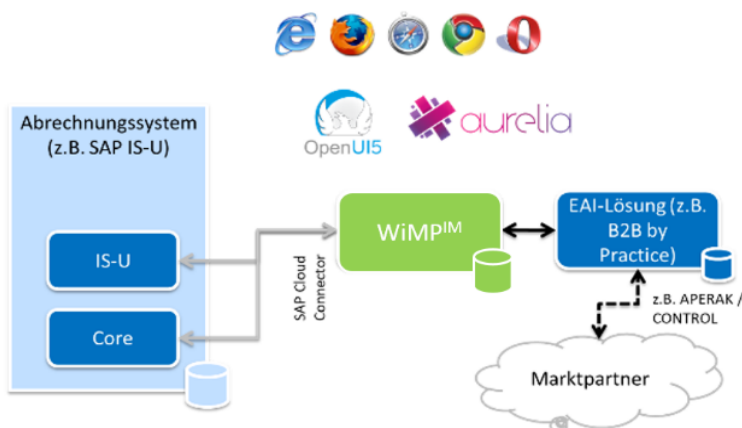 OpenUI5
aurelia
Abrechnungssystem
(z.B. SAP IS-U)
IS-U
Core
SAP Cloud
Connector
WiMPIM
EAI-Lösung (z.B.
B2B by
Practice)
z.B. APERAK /
CONTROL
Marktpartner